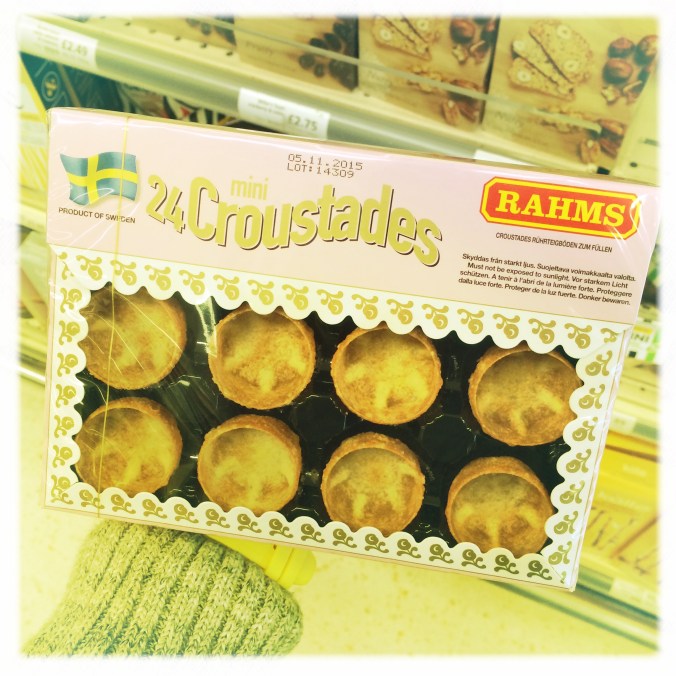 £2.49
£2.75
05.11.2015
LOT:14309
PRODUCT OF SWEDEN
24 mini Croustades
RAHMS
CROUSTADES RÜHRTEIGBÖDEN ZUM FÜLLEN
Skyddas från starkt ljus. Suojeltava voimakkaalta valolta.
Must not be exposed to sunlight. Vor starkem Licht
schützen. A tenir à l'abri de la lumière forte. Proteggere
dalla luce forte. Proteger de la luz fuerte. Donker bewaren.